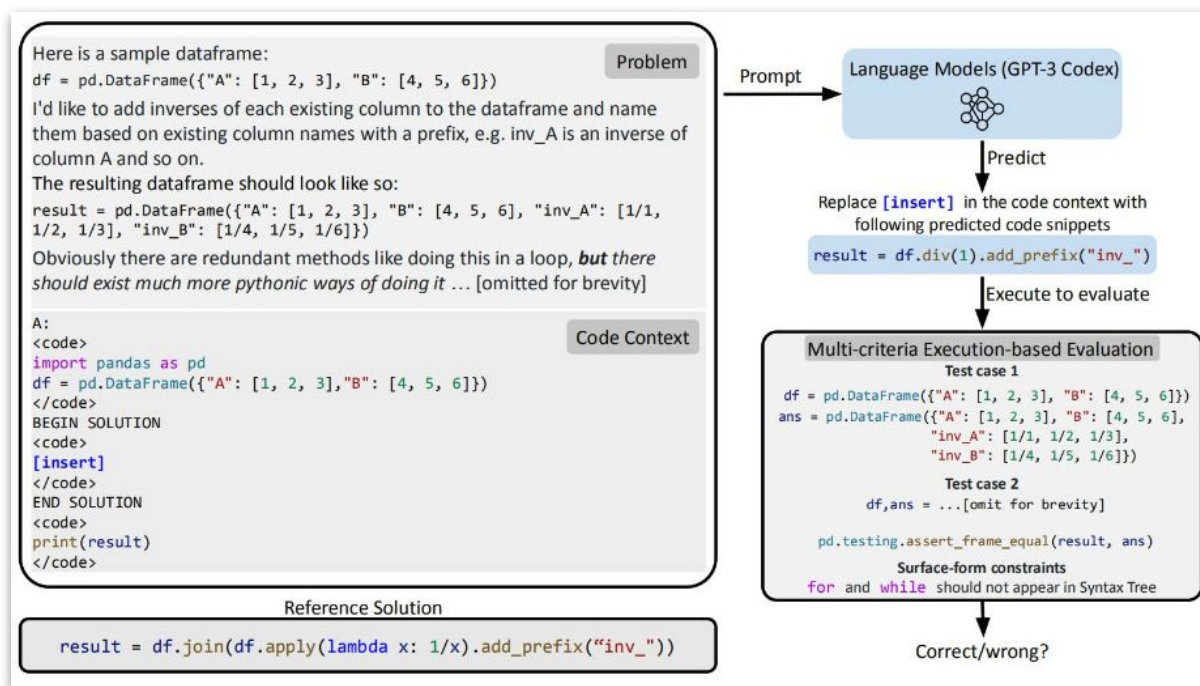 Here is a sample dataframe:
Problem
df = pd.DataFrame({"A": [1, 2, 3], "B": [4, 5, 6]})
I'd like to add inverses of each existing column to the dataframe and name
them based on existing column names with a prefix, e.g. inv_A is an inverse of
column A and so on.
The resulting dataframe should look like so:
result = pd.DataFrame({"A": [1, 2, 3], "B": [4, 5, 6], "inv_A": [1/1,
1/2, 1/3], "inv_B": [1/4, 1/5, 1/6]})
Obviously there are redundant methods like doing this in a loop, but there
should exist much more pythonic ways of doing it … [omitted for brevity]
A:
Code Context
<code>
import pandas as pd
df = pd.DataFrame({"A": [1, 2, 3],"B": [4, 5, 6]})
</code>
BEGIN SOLUTION
<code>
[insert]
</code>
END SOLUTION
<code>
print(result)
</code>
Reference Solution
result = df.join(df.apply(lambda x: 1/x).add_prefix(“inv_"))
Prompt
Language Models (GPT-3 Codex)
Predict
Replace [insert] in the code context with
following predicted code snippets
result = df.div(1).add_prefix("inv_")
Execute to evaluate
Multi-criteria Execution-based Evaluation
Test case 1
df = pd.DataFrame({"A": [1, 2, 3], "B": [4, 5, 6]})
ans = pd.DataFrame({"A": [1, 2, 3], "B": [4, 5, 6],
"inv_A": [1/1, 1/2, 1/3],
"inv_B": [1/4, 1/5, 1/6]})
Test case 2
df,ans = ...[omit for brevity]
pd.testing.assert_frame_equal(result, ans)
Surface-form constraints
for and while should not appear in Syntax Tree
Correct/wrong?